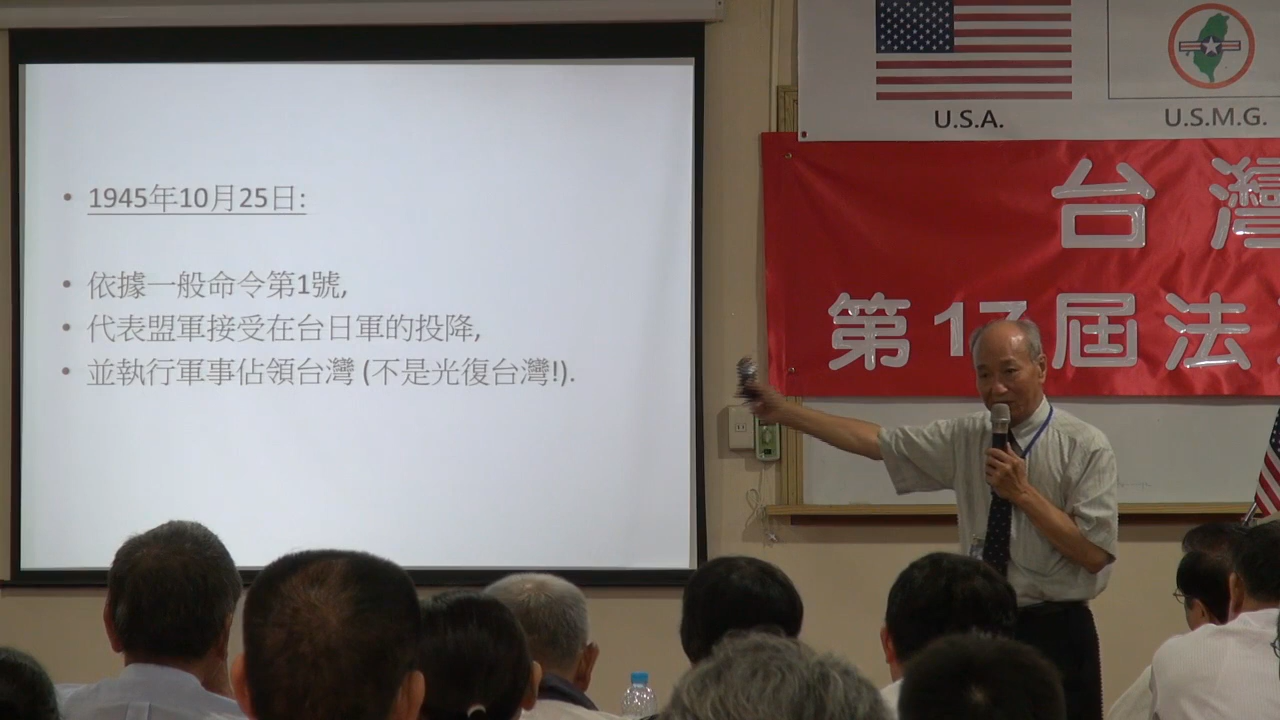 • 1945年10月25日:
• 依據一般命令第1號,
• 代表盟軍接受在台日軍的投降,
• 並執行軍事佔領台灣 (不是光復台灣!).
U.S.A.
U.S.M.G.
台灣
第17屆法